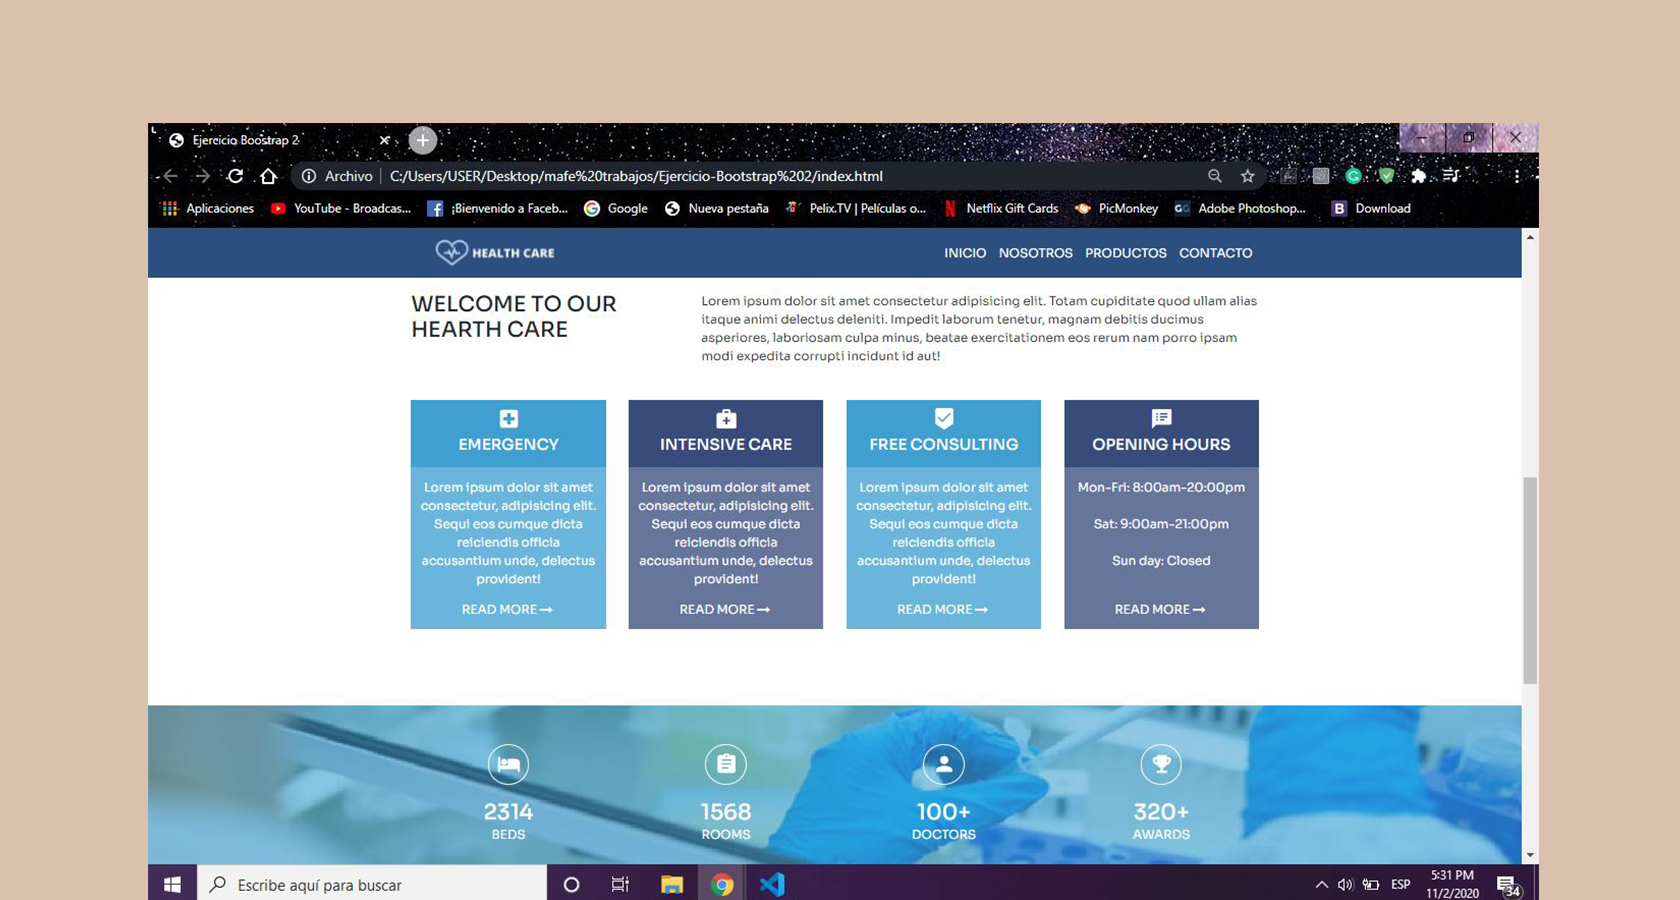 Ejercicio Boostrap 2
Archivo C:/Users/USER/Desktop/mafe%20trabajos/Ejercicio-Bootstrap%202/index.html
Aplicaciones YouTube - Broadcas... ¡Bienvenido a Faceb... Google Nueva pestaña Pelix.TV | Películas o... Netflix Gift Cards PicMonkey GG Adobe Photoshop... B Download
HEALTH CARE INICIO NOSOTROS PRODUCTOS CONTACTO
WELCOME TO OUR
HEARTH CARE
Lorem ipsum dolor sit amet consectetur adipisicing elit. Totam cupiditate quod ullam alias
itaque animi delectus deleniti. Impedit laborum tenetur, magnam debitis ducimus
asperiores, laboriosam culpa minus, beatae exercitationem eos rerum nam porro ipsam
modi expedita corrupti incidunt id aut!
EMERGENCY
Lorem ipsum dolor sit amet
consectetur, adipisicing elit.
Sequi eos cumque dicta
reiciendis officia
accusantium unde, delectus
provident!
READ MORE
INTENSIVE CARE
Lorem ipsum dolor sit amet
consectetur, adipisicing elit.
Sequi eos cumque dicta
reiciendis officia
accusantium unde, delectus
provident!
READ MORE
FREE CONSULTING
Lorem ipsum dolor sit amet
consectetur, adipisicing elit.
Sequi eos cumque dicta
reiciendis officia
accusantium unde, delectus
provident!
READ MORE
OPENING HOURS
Mon-Fri: 8:00am-20:00pm
Sat: 9:00am-21:00pm
Sun day: Closed
READ MORE
2314
BEDS
1568
ROOMS
100+
DOCTORS
320+
AWARDS
Escribe aquí para buscar
ESP
5:31 PM
11/2/2020
34